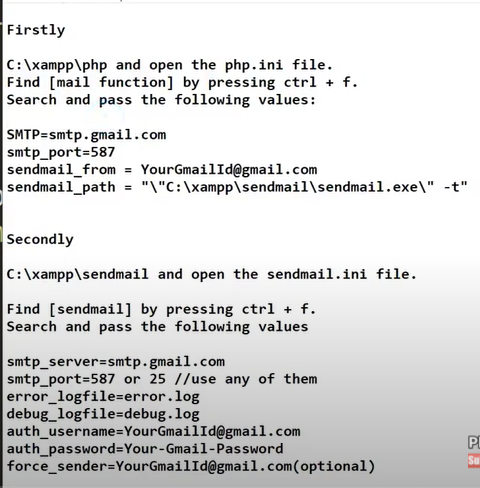 Firstly
C:\xampp\php and open the php.ini file.
Find [mail function] by pressing ctrl + f.
Search and pass the following values:
SMTP=smtp.gmail.com
smtp_port=587
sendmail_from = YourGmailId@gmail.com
sendmail_path = "\"C:\xampp\sendmail\sendmail.exe\" -t"
Secondly
C:\xampp\sendmail and open the sendmail.ini file.
Find [sendmail] by pressing ctrl + f.
Search and pass the following values
smtp_server=smtp.gmail.com
smtp_port=587 or 25 //use any of them
error_logfile=error.log
debug_logfile=debug.log
auth_username=YourGmailId@gmail.com
auth_password=Your-Gmail-Password
force_sender=YourGmailId@gmail.com(optional)